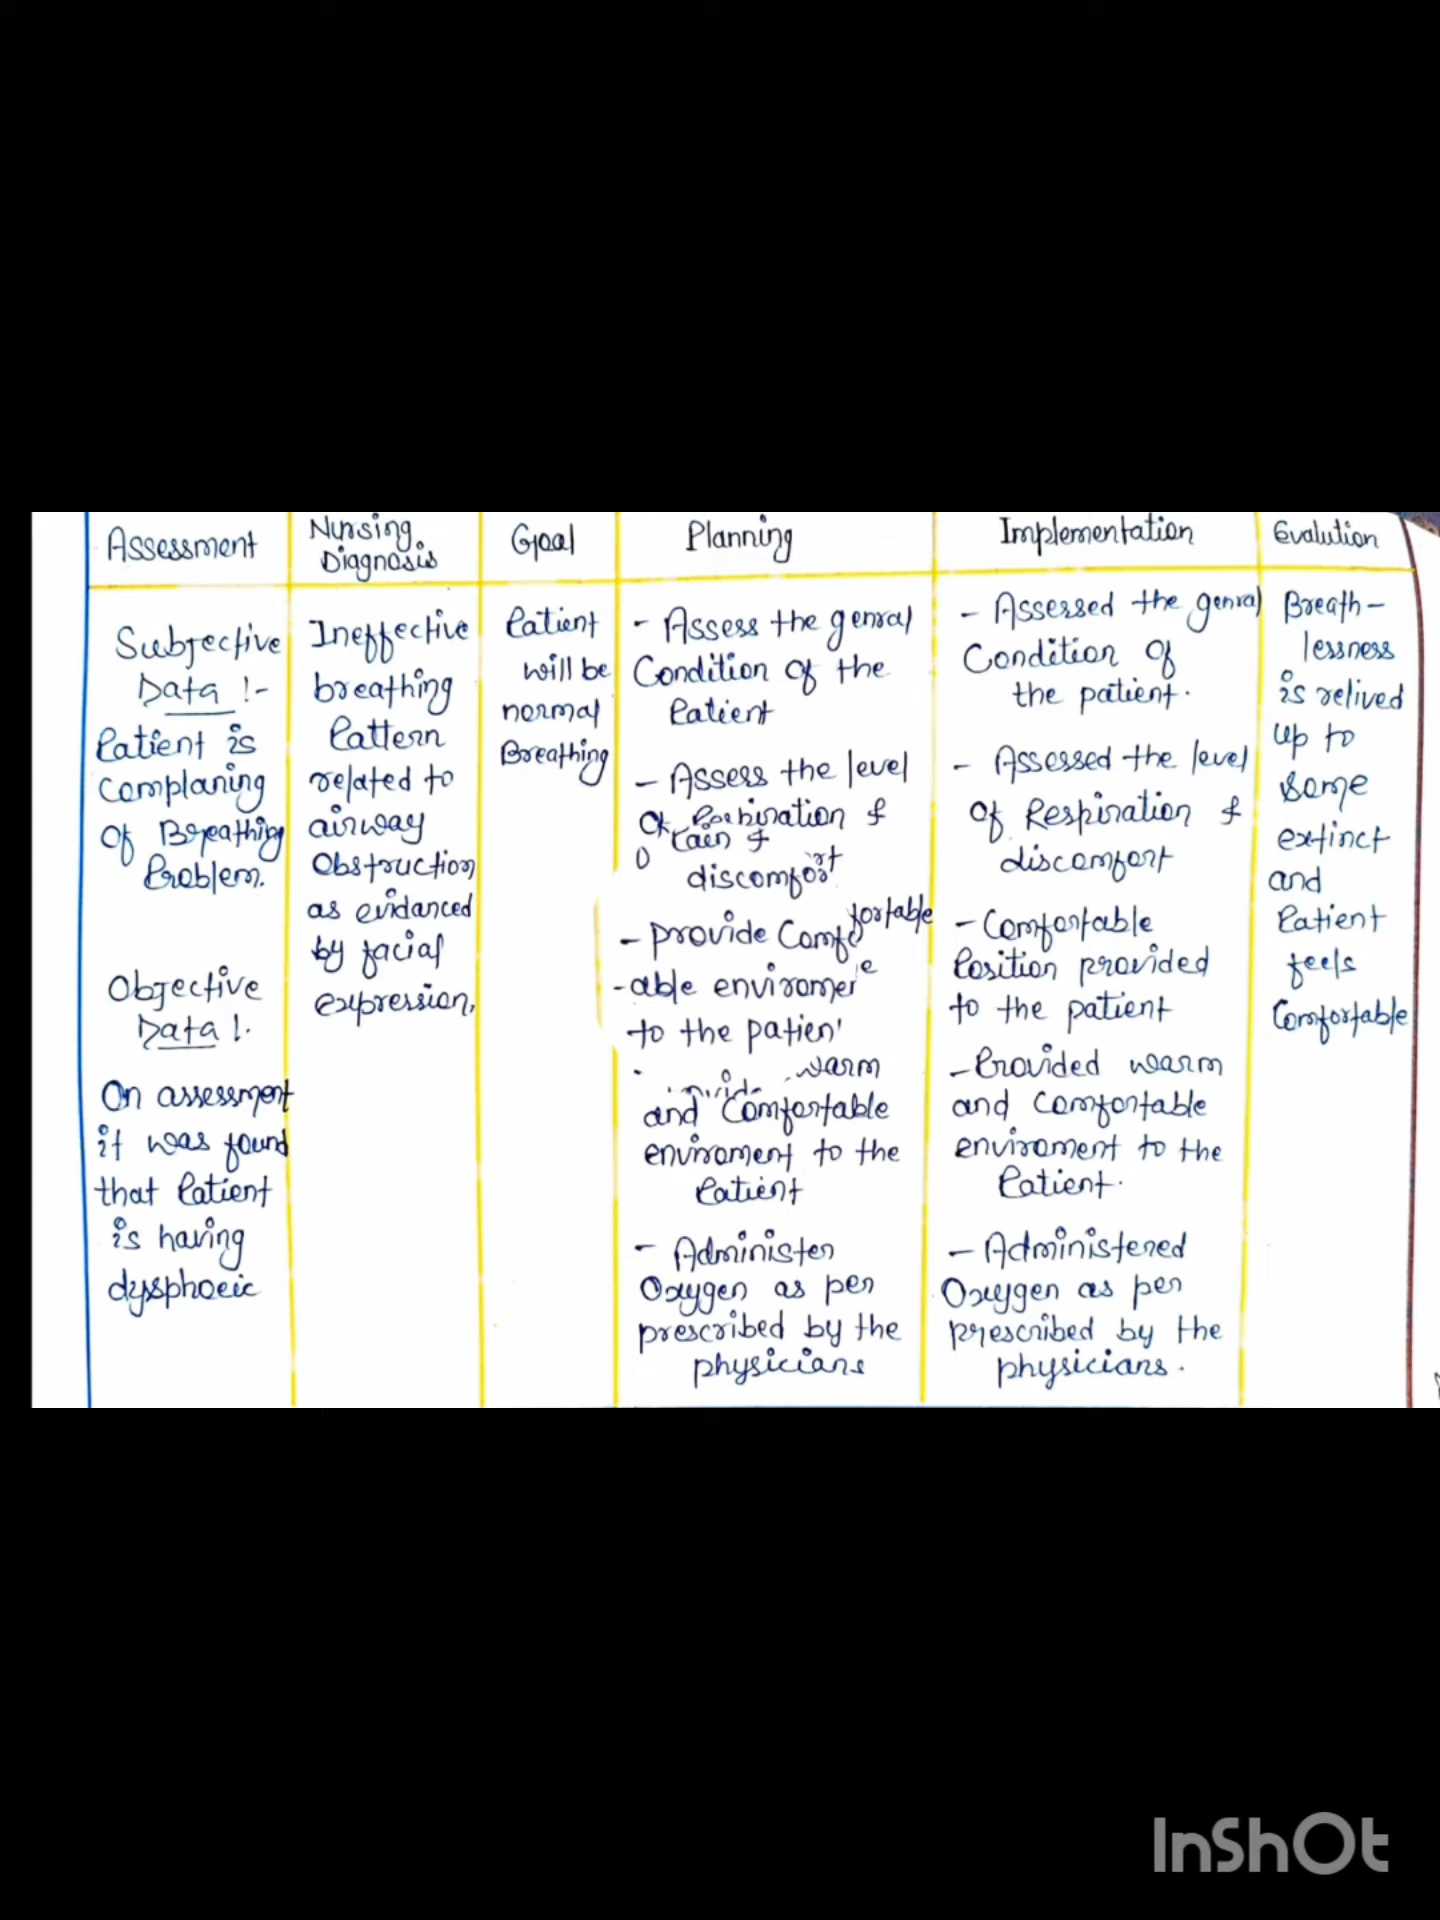 Assessment
Subjective
Data :-
Patient is
Complaning
Of Breathing
Problem.
Objective
Data :-
On assessment
it was found
that Patient
is having
dysphoeic
Nursing
Diagnosis
Ineffective
breathing
Pattern
related to
airway
Obstruction
as evidanced
by facial
expression.
Goal
Patient
will be
normal
Breathing
Planning
- Assess the genral
Condition of the
Patient
- Assess the level
Of &
Pain &
discomfort
- provide
fortable
-able
to the
warm
and Comfortable
enviroment to the
Patient
- Administer
Oxygen as per
prescribed by the
physicians
Implementation
- Assessed the genral
Condition of
the patient.
- Assessed the level
of Respiration &
discomfort
- Comfortable
Position provided
to the patient
- Provided warm
and comfortable
enviroment to the
Patient.
- Administered
Oxygen as per
prescribed by the
physicians.
Evalution
Breath-
lessness
is relived
up to
some
extinct
and
Patient
feels
Comfortable
InShOt